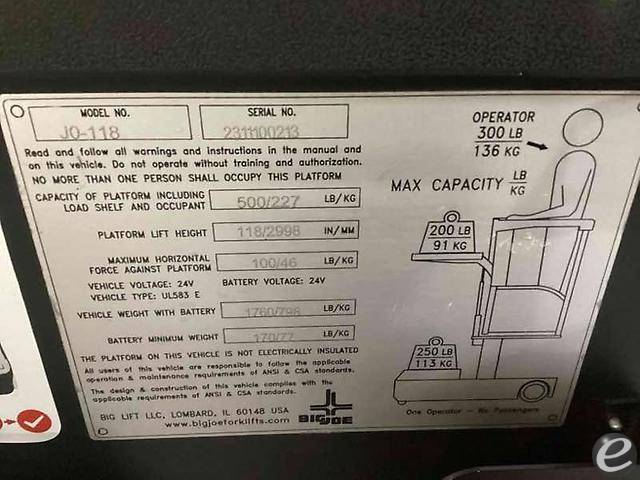 MODEL NO.
JO-118
SERIAL NO.
2311100213
Read and follow all warnings and instructions in the manual and
on this vehicle. Do not operate without training and authorization.
NO MORE THAN ONE PERSON SHALL OCCUPY THIS PLATFORM
CAPACITY OF PLATFORM INCLUDING
LOAD SHELF AND OCCUPANT
500/227 LB/KG
PLATFORM LIFT HEIGHT 118/2998 IN/MM
MAXIMUM HORIZONTAL
FORCE AGAINST PLATFORM
100/46 LB/KG
VEHICLE VOLTAGE: 24V BATTERY VOLTAGE: 24V
VEHICLE TYPE: UL583 E
VEHICLE WEIGHT WITH BATTERY 1760/798 LB/KG
BATTERY MINIMUM WEIGHT 170/77 LB/KG
THE PLATFORM ON THIS VEHICLE IS NOT ELECTRICALLY INSULATED
All users of this vehicle are responsible to follow the applicable
operation & maintenance requirements of ANSI & CSA standards.
The design & construction of this vehicle complies with the
applicable requirements of ANSI & CSA standards.
BIG LIFT LLC, LOMBARD, IL 60148 USA
www.bigjoeforklifts.com
BIG JOE
OPERATOR
300 LB
136 KG
MAX CAPACITY LB
KG
200 LB
91 KG
250 LB
113 KG
One Operator - No Passengers
e